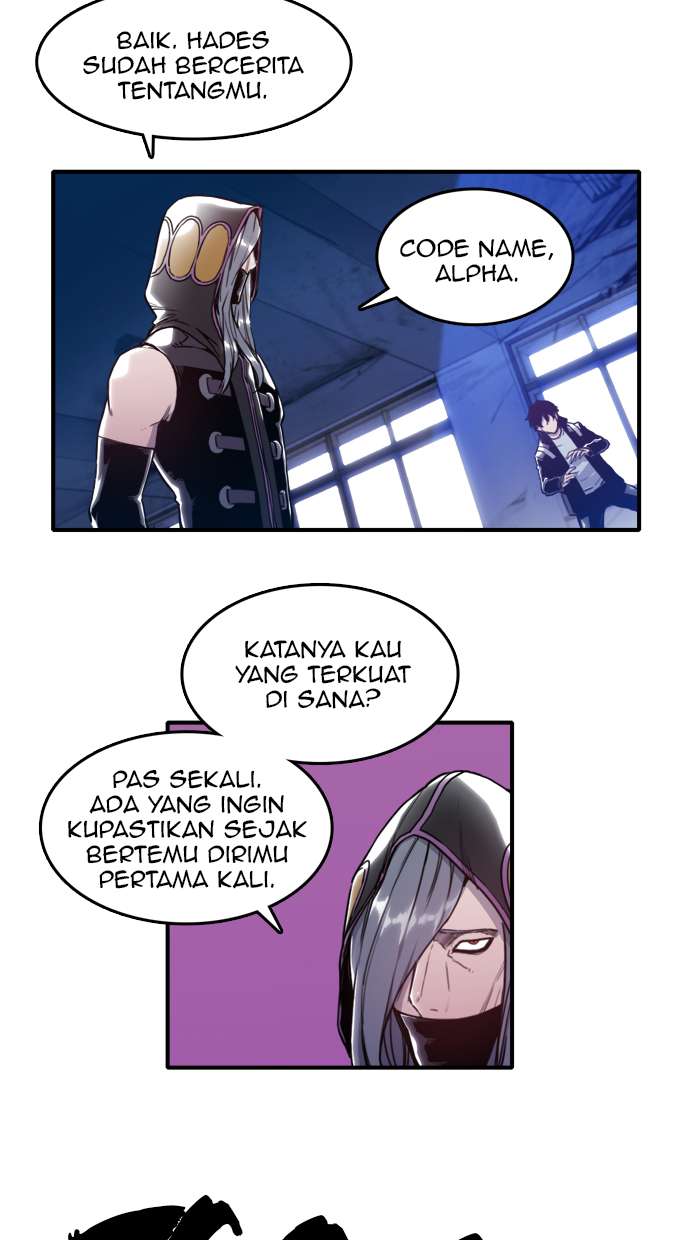 BAIK. HADES
SUDAH BERCERITA
TENTANGMU.
CODE NAME,
ALPHA.
KATANYA KAU
YANG TERKUAT
DI SANA?
PAS SEKALI.
ADA YANG INGIN
KUPASTIKAN SEJAK
BERTEMU DIRIMU
PERTAMA KALI.